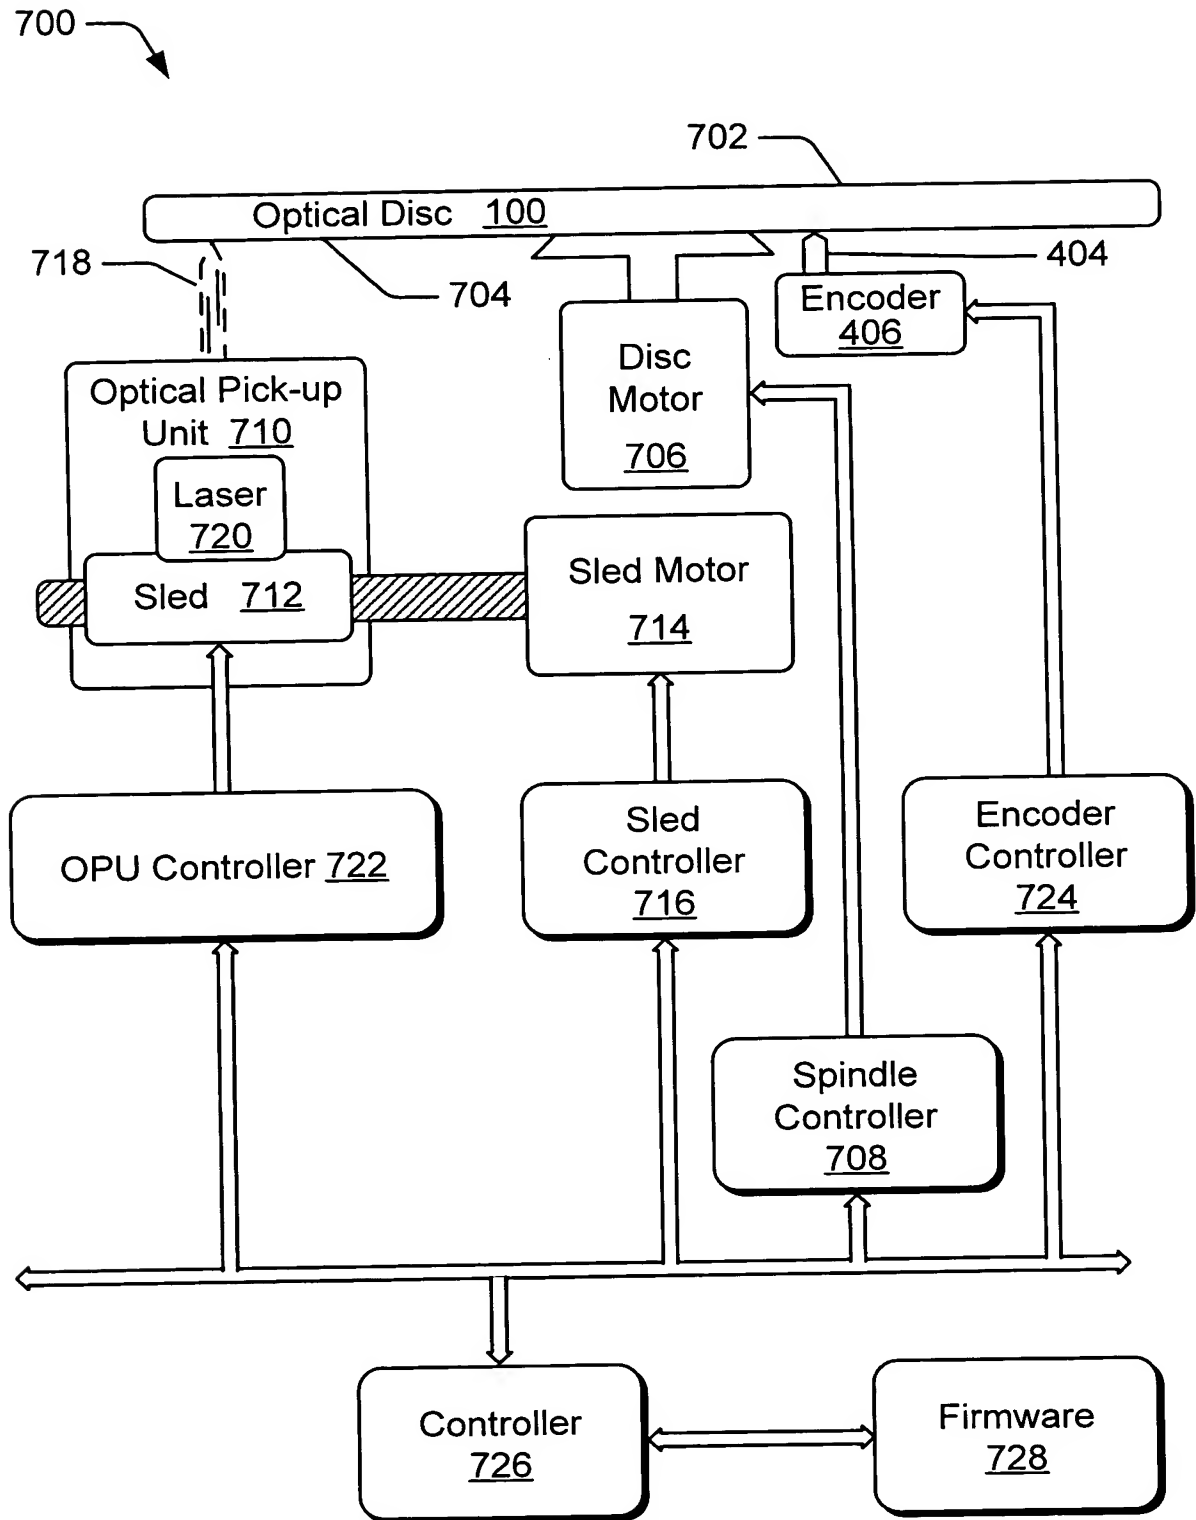 700
702
Optical Disc 100
718
704
404
Encoder
406
Disc
Motor
706
Optical Pick-up
Unit 710
Laser
720
Sled 712
Sled Motor
714
OPU Controller 722
Sled
Controller
716
Encoder
Controller
724
Spindle
Controller
708
Controller
726
Firmware
728